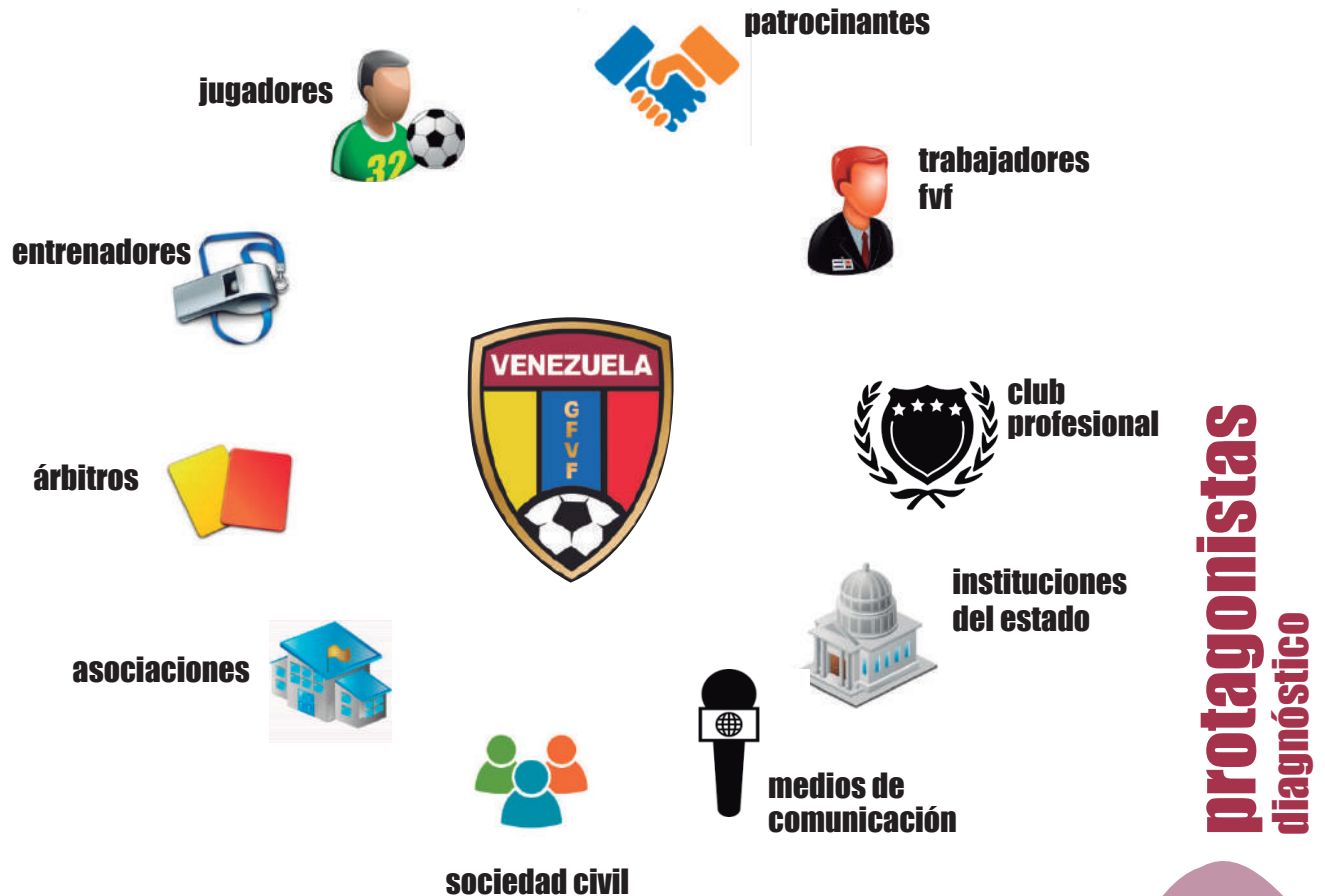 patrocinantes
jugadores
32
trabajadores
fvf
entrenadores
VENEZUELA
G
F
V
F
club
profesional
árbitros
instituciones
del estado
asociaciones
medios de
comunicación
sociedad civil
protagonistas
diagnóstico